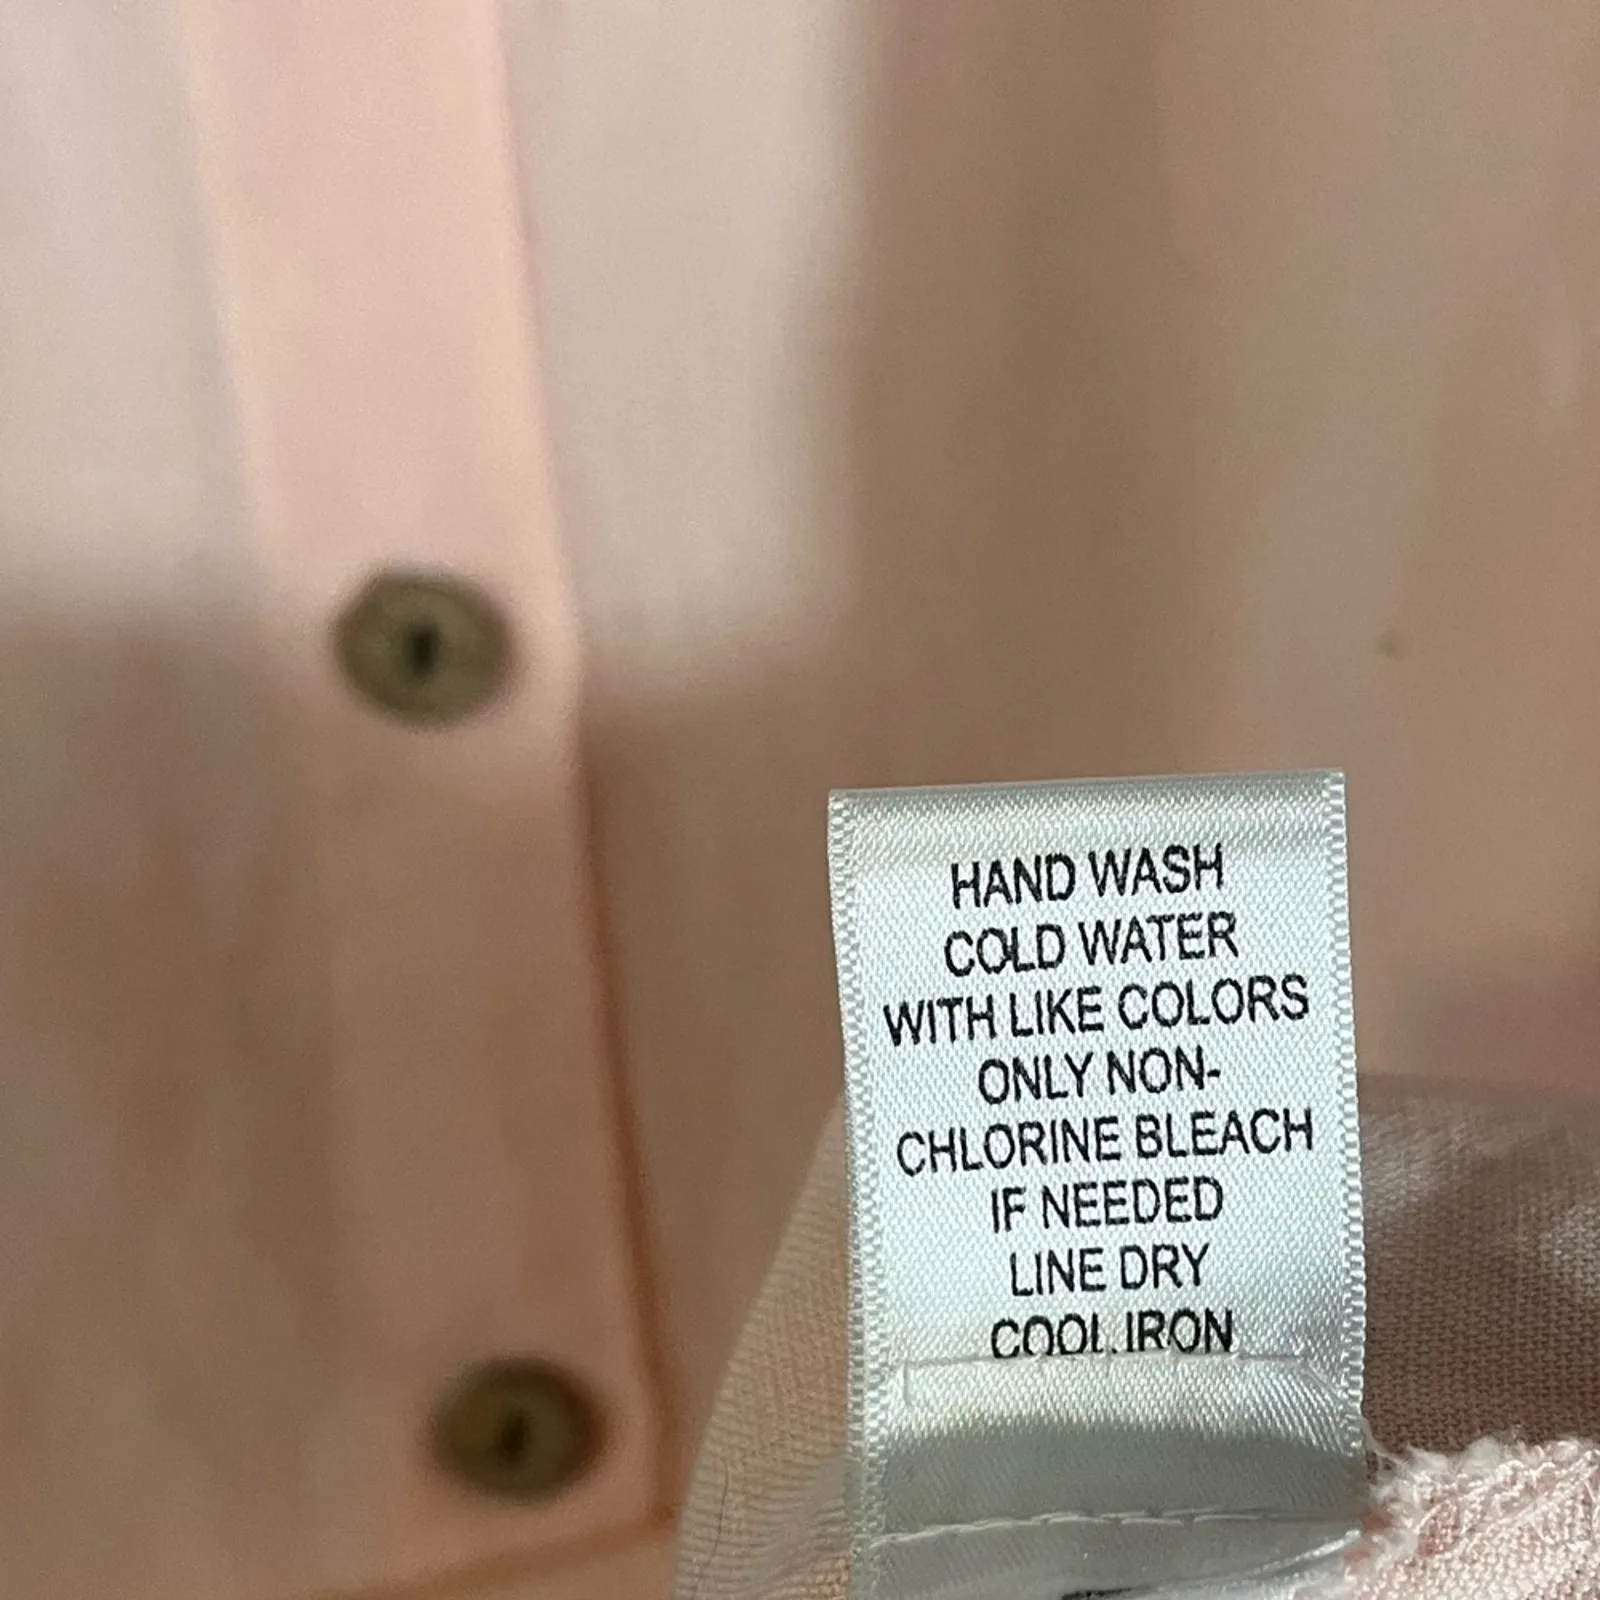 HAND WASH
COLD WATER
WITH LIKE COLORS
ONLY NON-
CHLORINE BLEACH
IF NEEDED
LINE DRY
COOL IRON